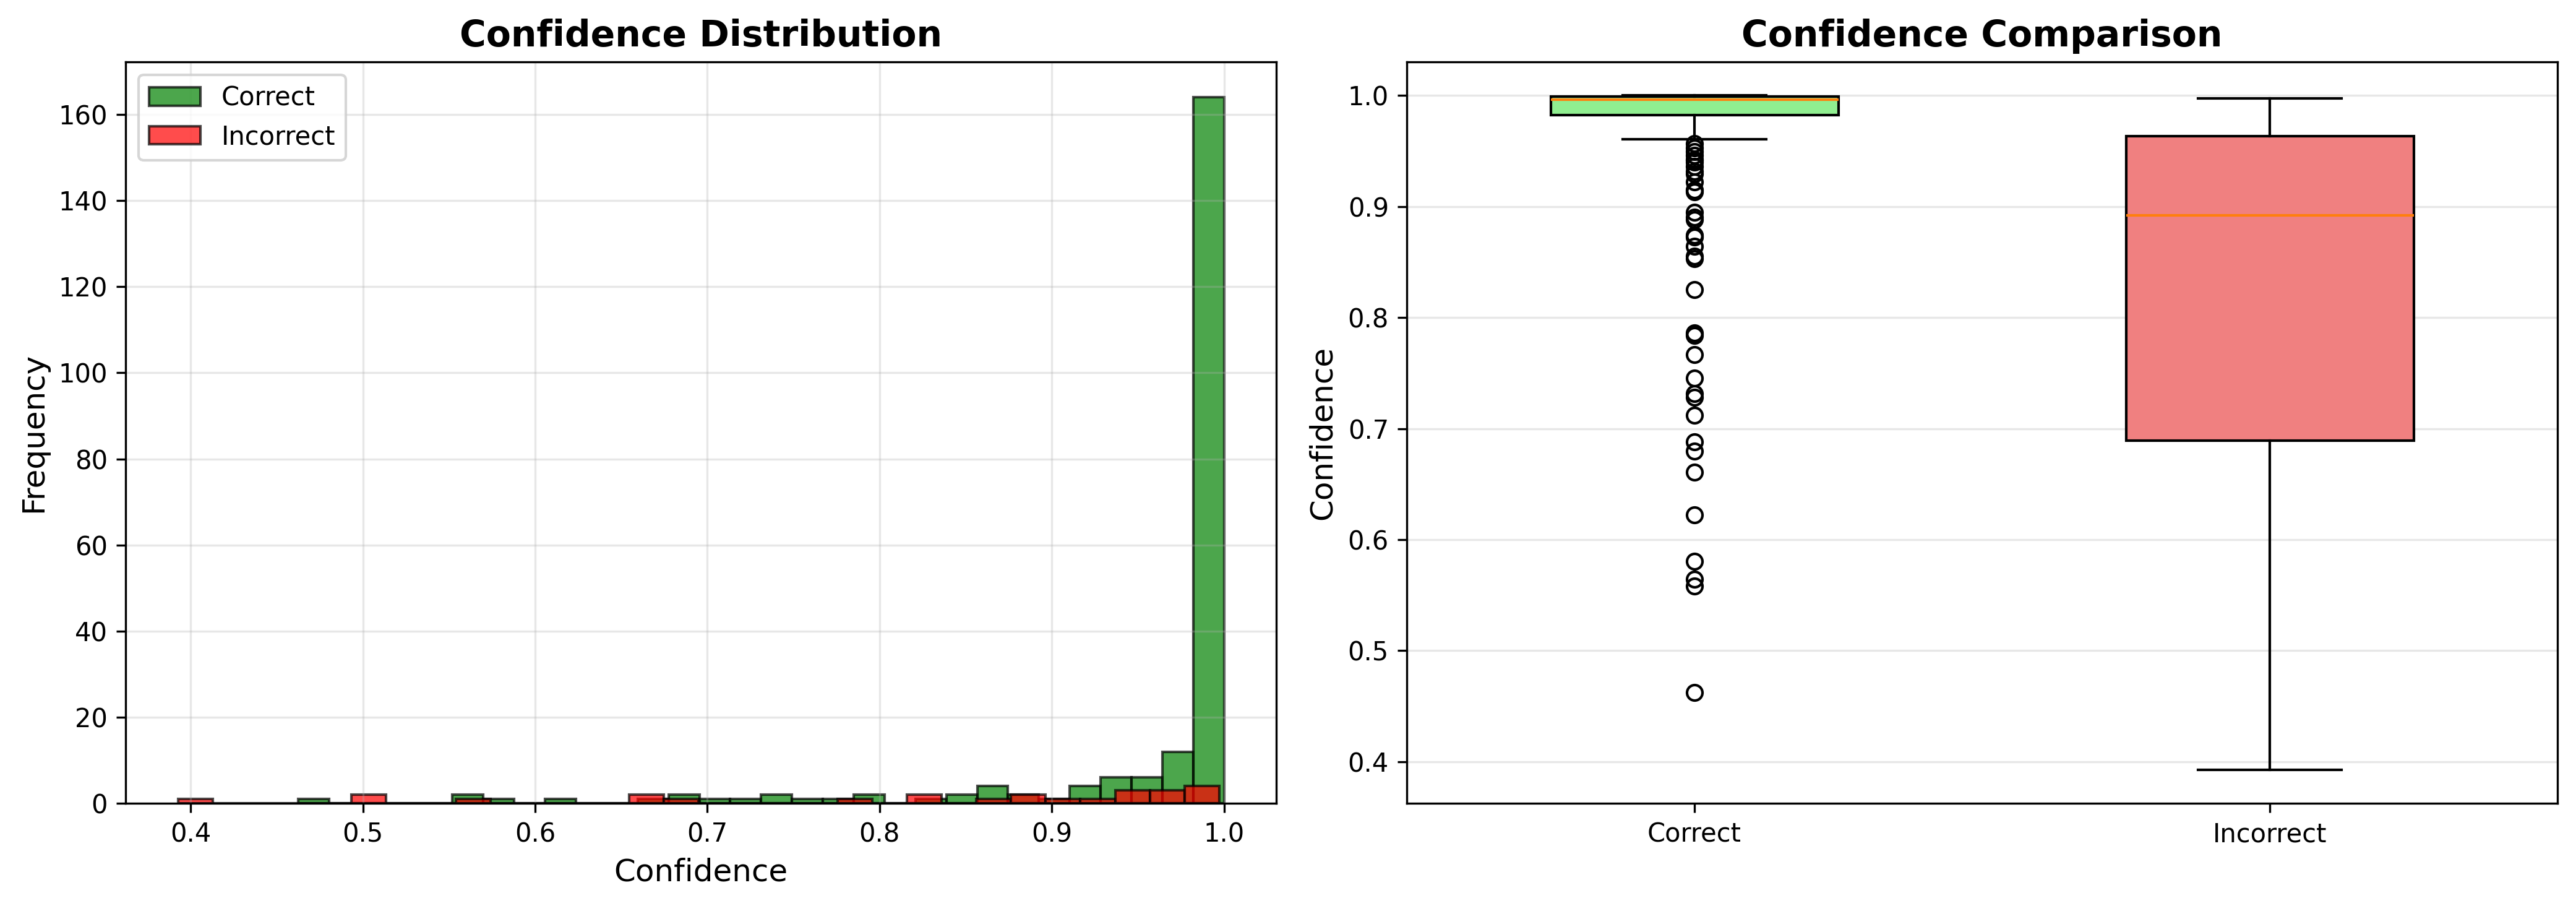 Confidence Distribution
Correct
Incorrect
Frequency
160
140
120
100
80
60
40
20
0
0.4 0.5 0.6 0.7 0.8 0.9 1.0
Confidence
Confidence Comparison
Confidence
1.0
0.9
0.8
0.7
0.6
0.5
0.4
Correct Incorrect